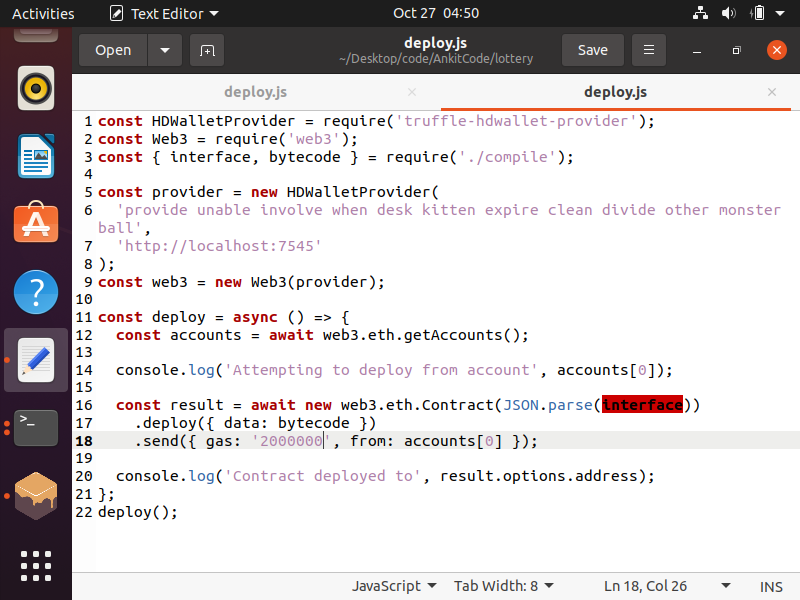 Activities Text Editor Oct 27 04:50
Open deploy.js Save
~/Desktop/code/AnkitCode/lottery
deploy.js deploy.js
1 const HDWalletProvider = require('truffle-hdwallet-provider');
2 const Web3 = require('web3');
3 const { interface, bytecode } = require('./compile');
4
5 const provider = new HDWalletProvider(
6   'provide unable involve when desk kitten expire clean divide other monster
ball',
7   'http://localhost:7545'
8 );
9 const web3 = new Web3(provider);
10
11 const deploy = async () => {
12   const accounts = await web3.eth.getAccounts();
13
14   console.log('Attempting to deploy from account', accounts[0]);
15
16   const result = await new web3.eth.Contract(JSON.parse(interface))
17     .deploy({ data: bytecode })
18     .send({ gas: '2000000', from: accounts[0] });
19
20   console.log('Contract deployed to', result.options.address);
21 };
22 deploy();
JavaScript Tab Width: 8 Ln 18, Col 26 INS